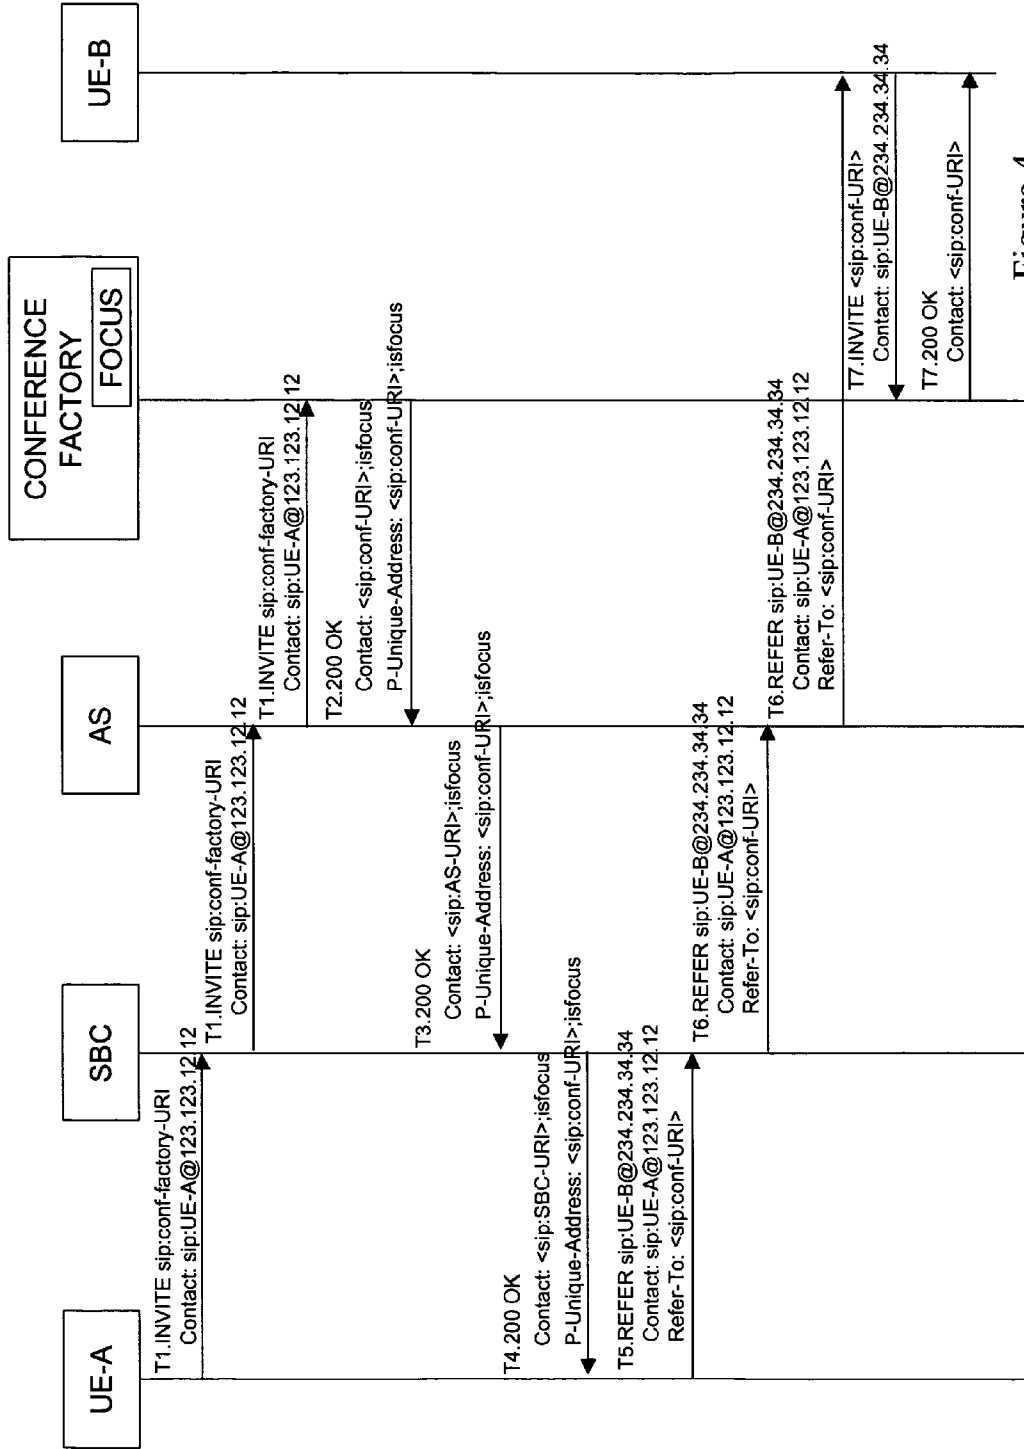 UE-A
SBC
AS
CONFERENCE
FACTORY
FOCUS
UE-B
T1.INVITE sip:conf-factory-URI
Contact: sip:UE-A@123.123.12.12
T1.INVITE sip:conf-factory-URI
Contact: sip:UE-A@123.123.12.12
T1.INVITE sip:conf-factory-URI
Contact: sip:UE-A@123.123.12.12
T2.200 OK
Contact: <sip:conf-URI>;isfocus
P-Unique-Address: <sip:conf-URI>;isfocus
T3.200 OK
Contact: <sip:AS-URI>;isfocus
P-Unique-Address: <sip:conf-URI>;isfocus
T4.200 OK
Contact: <sip:SBC-URI>;isfocus
P-Unique-Address: <sip:conf-URI>;isfocus
T5.REFER sip:UE-B@234.234.34.34
Contact: sip:UE-A@123.123.12.12
Refer-To: <sip:conf-URI>
T6.REFER sip:UE-B@234.234.34.34
Contact: sip:UE-A@123.123.12.12
Refer-To: <sip:conf-URI>
T6.REFER sip:UE-B@234.234.34.34
Contact: sip:UE-A@123.123.12.12
Refer-To: <sip:conf-URI>
T7.INVITE <sip:conf-URI>
Contact: sip:UE-B@234.234.34.34
T7.200 OK
Contact: <sip:conf-URI>
Figure 4